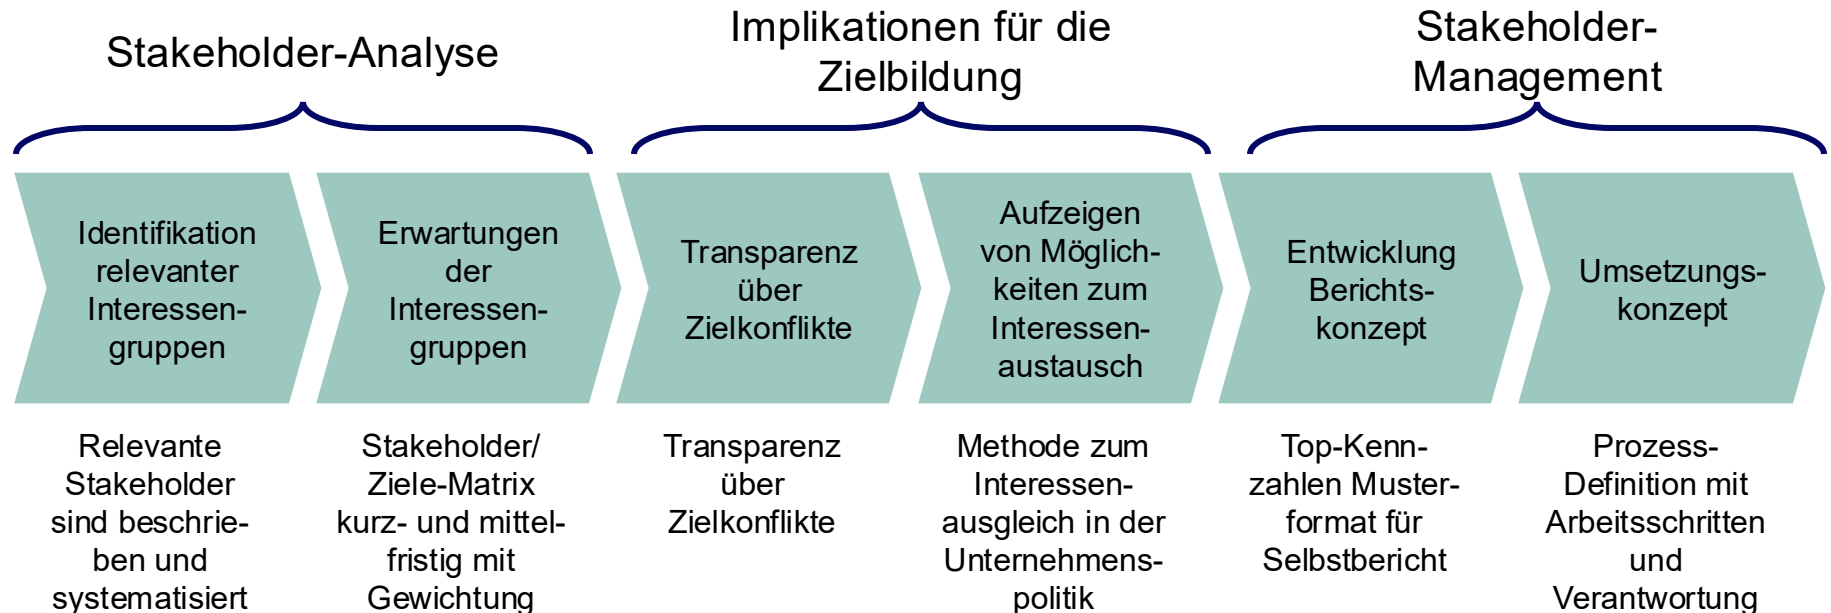 Stakeholder-Analyse
Implikationen für die
Zielbildung
Stakeholder-
Management
Identifikation
relevanter
Interessen-
gruppen
Erwartungen
der
Interessen-
gruppen
Transparenz
über
Zielkonflikte
Aufzeigen
von Möglich-
keiten zum
Interessen-
austausch
Entwicklung
Berichts-
konzept
Umsetzungs-
konzept
Relevante
Stakeholder
sind beschrie-
ben und
systematisiert
Stakeholder/
Ziele-Matrix
kurz- und mittel-
fristig mit
Gewichtung
Transparenz
über
Zielkonflikte
Methode zum
Interessen-
ausgleich in der
Unternehmens-
politik
Top-Kenn-
zahlen Muster-
format für
Selbstbericht
Prozess-
Definition mit
Arbeitsschritten
und
Verantwortung